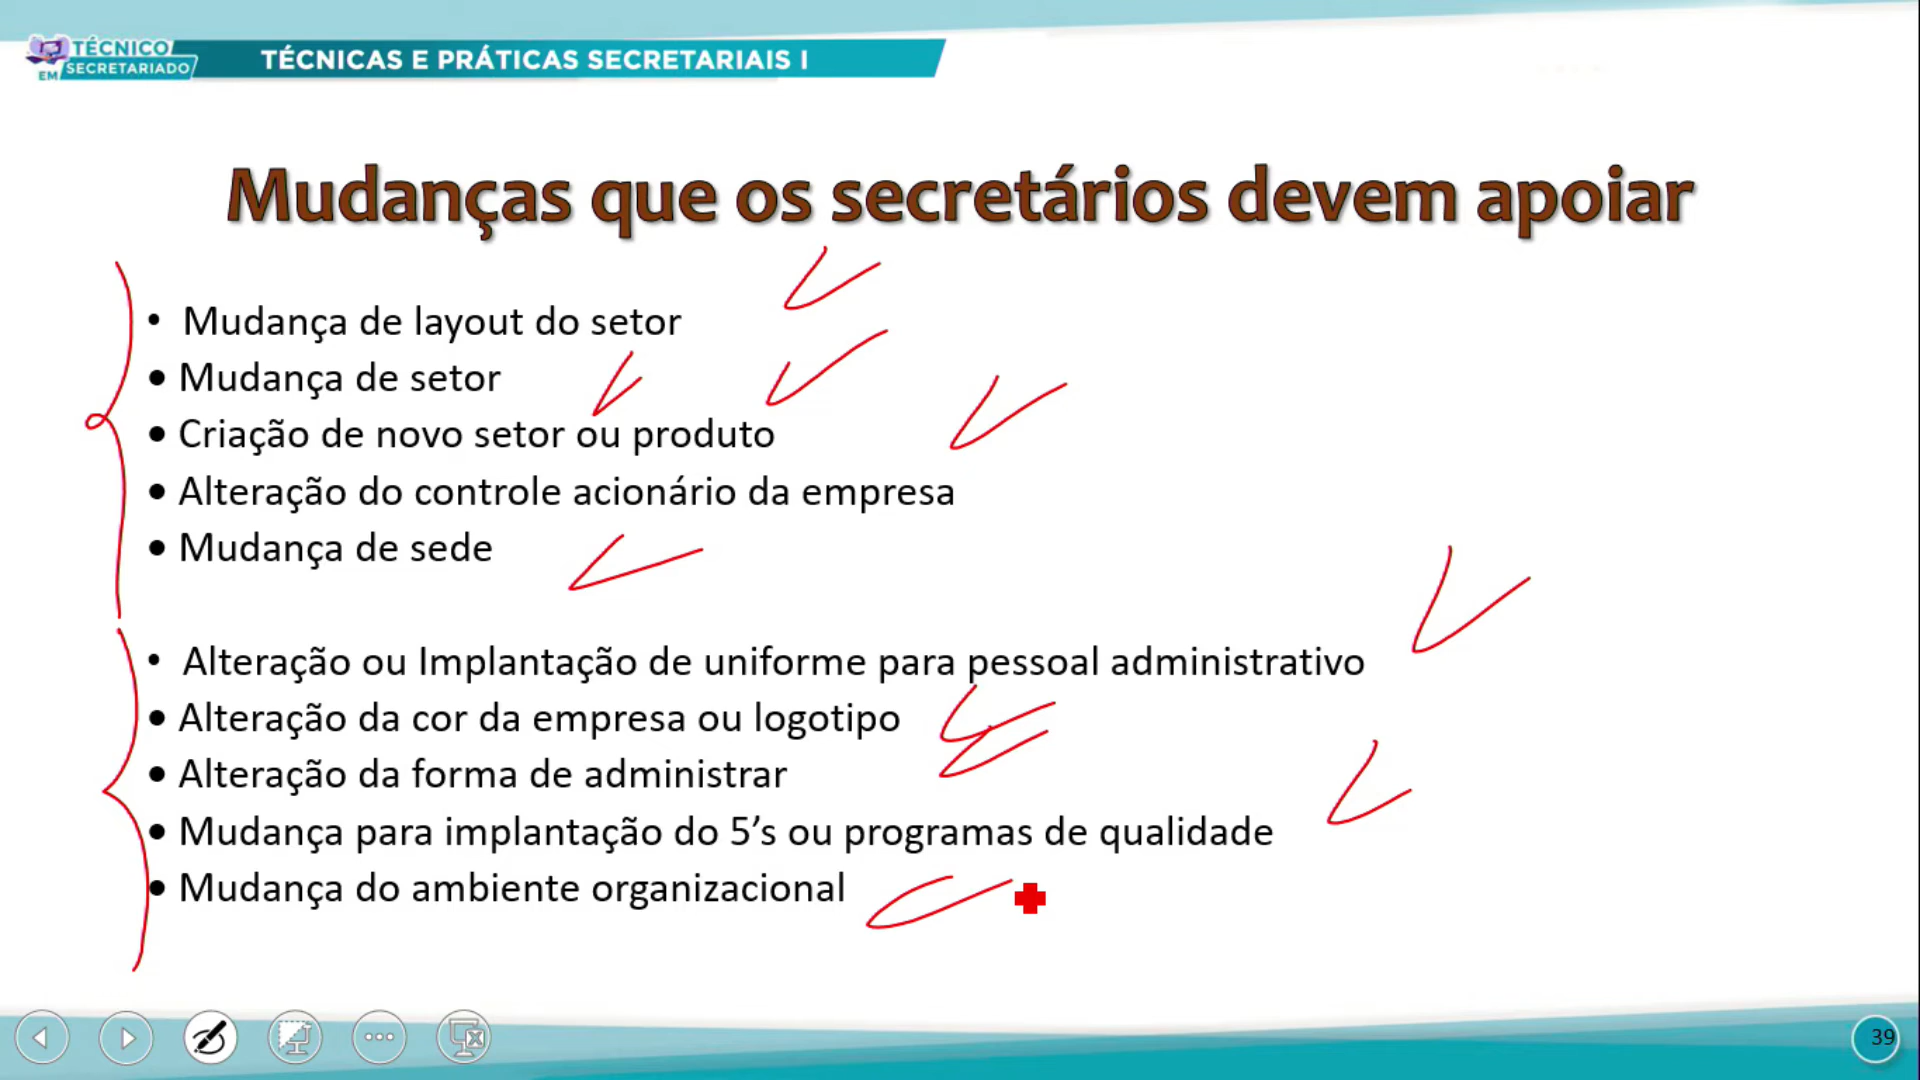 TÉCNICO
EM SECRETARIADO
TÉCNICAS E PRÁTICAS SECRETARIAIS I
Mudanças que os secretários devem apoiar
• Mudança de layout do setor
• Mudança de setor
• Criação de novo setor ou produto
• Alteração do controle acionário da empresa
• Mudança de sede
• Alteração ou Implantação de uniforme para pessoal administrativo
• Alteração da cor da empresa ou logotipo
• Alteração da forma de administrar
• Mudança para implantação do 5’s ou programas de qualidade
• Mudança do ambiente organizacional
39